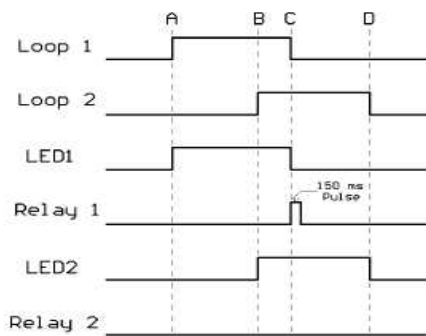 A B C D
Loop 1
Loop 2
LED1
150 ms
Pulse
Relay 1
LED2
Relay 2